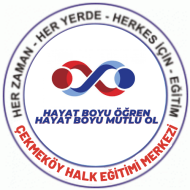 HER ZAMAN - HER YERDE - HERKES İÇİN - EĞİTİM
HAYAT BOYU ÖĞREN
HAYAT BOYU MUTLU OL
ÇEKMEKÖY HALK EĞİTİMİ MERKEZİ